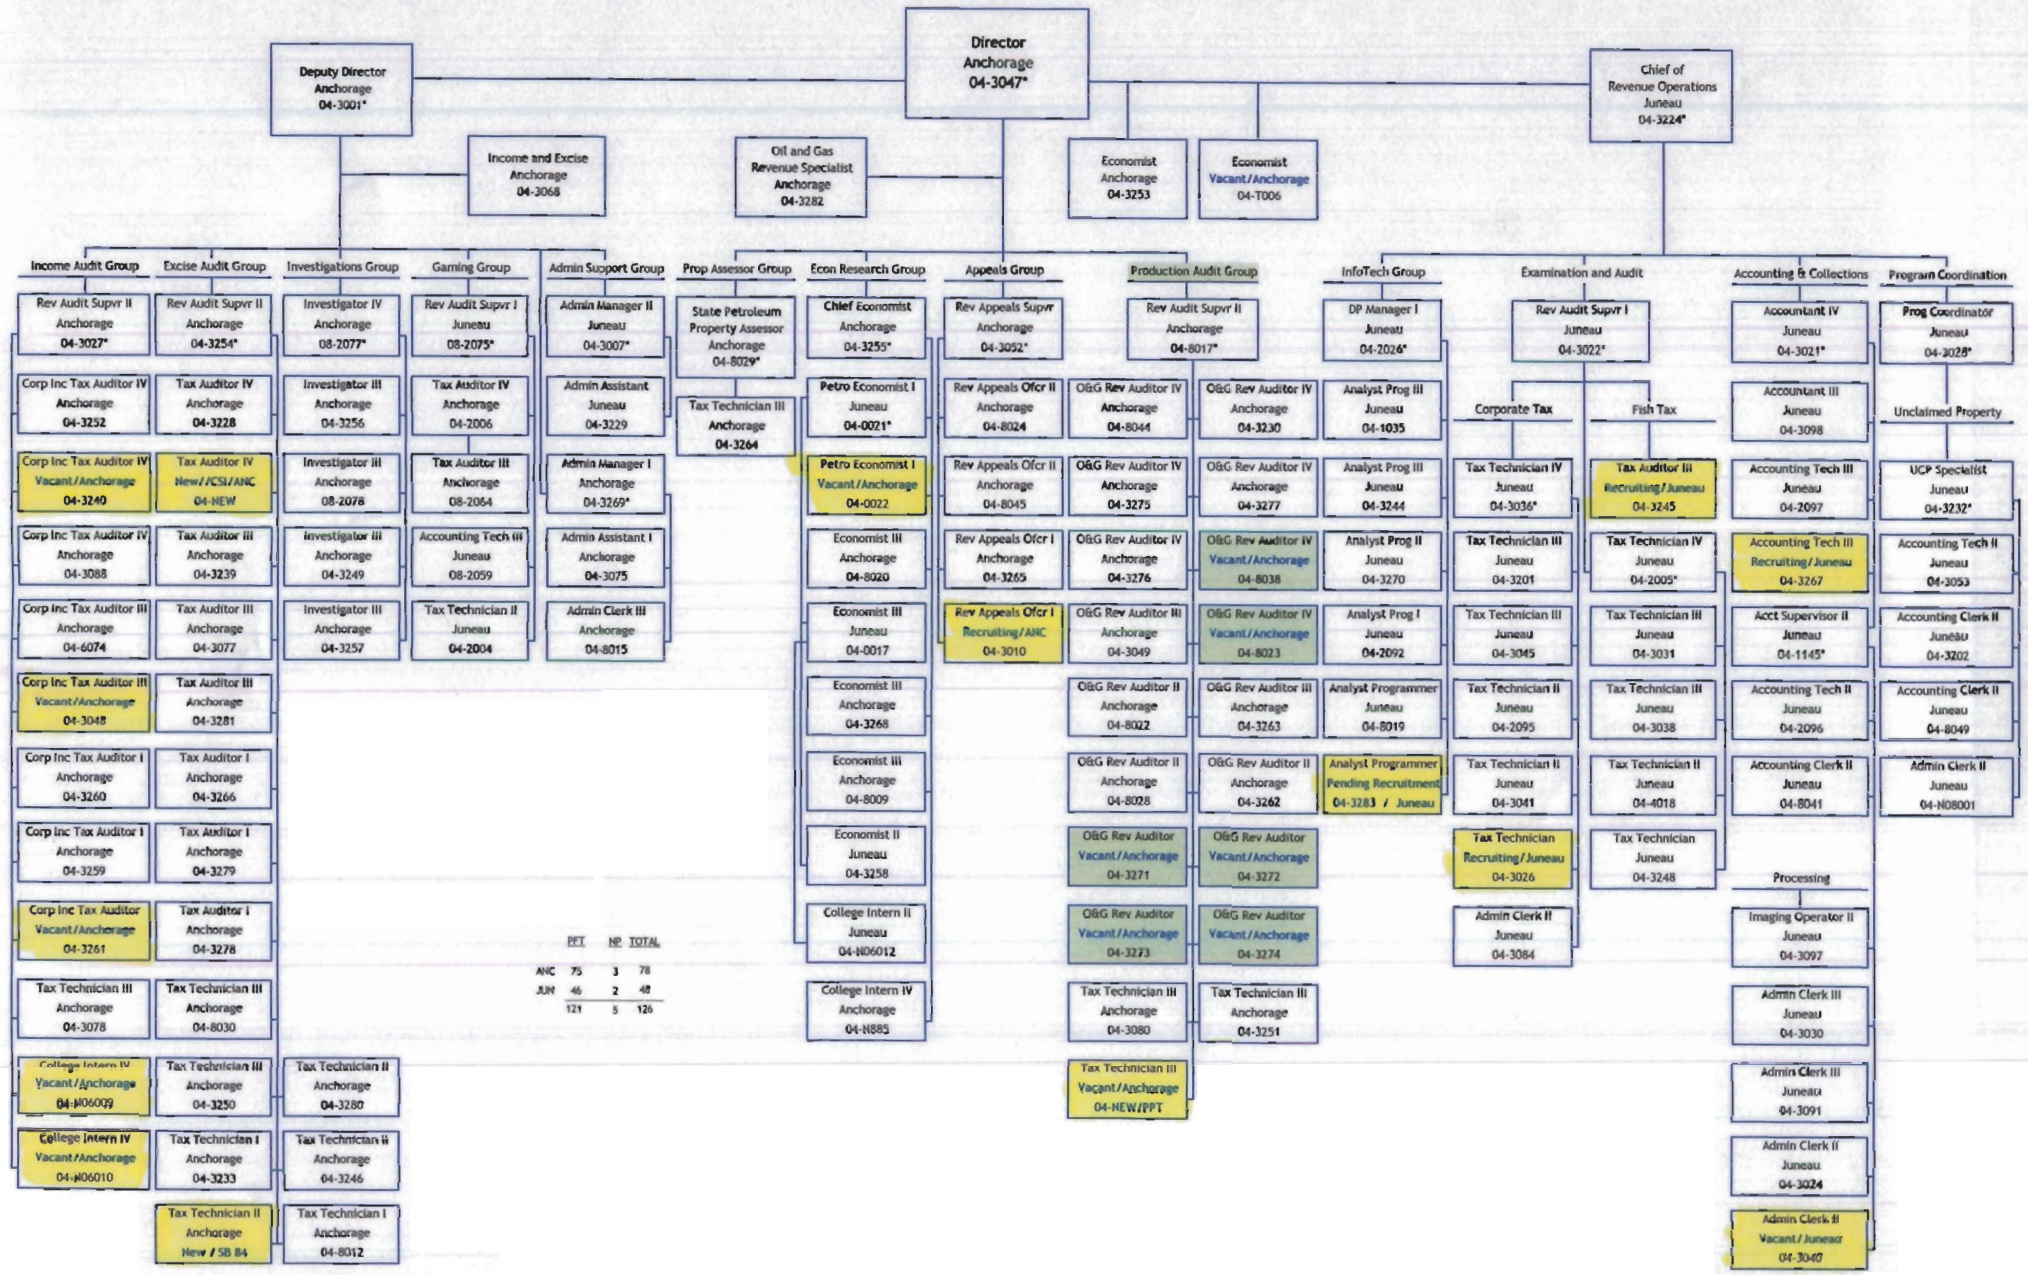 Director
Anchorage
04-3047*
Deputy Director
Anchorage
04-3001*
Chief of
Revenue Operations
Juneau
04-3224*
Income and Excise
Anchorage
04-3068
Oil and Gas
Revenue Specialist
Anchorage
04-3282
Economist
Anchorage
04-3253
Economist
Vacant/Anchorage
04-T006
Income Audit Group
Rev Audit Supvr II
Anchorage
04-3027*
Corp Inc Tax Auditor IV
Anchorage
04-3252
Corp Inc Tax Auditor IV
Vacant/Anchorage
04-3240
Corp Inc Tax Auditor IV
Anchorage
04-3088
Corp Inc Tax Auditor III
Anchorage
04-6074
Corp Inc Tax Auditor III
Vacant/Anchorage
04-3048
Corp Inc Tax Auditor I
Anchorage
04-3260
Corp Inc Tax Auditor I
Anchorage
04-3259
Corp Inc Tax Auditor
Vacant/Anchorage
04-3261
Tax Technician III
Anchorage
04-3078
College Intern IV
Vacant/Anchorage
04-N06009
College Intern IV
Vacant/Anchorage
04-N06010
Excise Audit Group
Rev Audit Supvr II
Anchorage
04-3254*
Tax Auditor IV
Anchorage
04-3228
Tax Auditor IV
New//CSI/ANC
04-NEW
Tax Auditor III
Anchorage
04-3239
Tax Auditor III
Anchorage
04-3077
Tax Auditor III
Anchorage
04-3281
Tax Auditor I
Anchorage
04-3266
Tax Auditor I
Anchorage
04-3279
Tax Auditor I
Anchorage
04-3278
Tax Technician III
Anchorage
04-8030
Tax Technician III
Anchorage
04-3250
Tax Technician I
Anchorage
04-3233
Tax Technician II
Anchorage
New / SB 84
Tax Technician II
Anchorage
04-3280
Tax Technician II
Anchorage
04-3246
Tax Technician I
Anchorage
04-8012
Investigations Group
Investigator IV
Anchorage
08-2077*
Investigator III
Anchorage
04-3256
Investigator III
Anchorage
08-2078
Investigator III
Anchorage
04-3249
Investigator III
Anchorage
04-3257
Gaming Group
Rev Audit Supvr I
Juneau
08-2075*
Tax Auditor IV
Anchorage
04-2006
Tax Auditor III
Anchorage
08-2064
Accounting Tech III
Juneau
08-2059
Tax Technician II
Juneau
04-2004
Admin Support Group
Admin Manager II
Juneau
04-3007*
Admin Assistant
Juneau
04-3229
Admin Manager I
Anchorage
04-3269*
Admin Assistant I
Anchorage
04-3075
Admin Clerk III
Anchorage
04-8015
Prop Assessor Group
State Petroleum
Property Assessor
Anchorage
04-8029*
Tax Technician III
Anchorage
04-3264
Econ Research Group
Chief Economist
Anchorage
04-3255*
Petro Economist I
Juneau
04-0021*
Petro Economist I
Vacant/Anchorage
04-0022
Economist III
Anchorage
04-8020
Economist III
Juneau
04-0017
Economist III
Anchorage
04-3268
Economist III
Anchorage
04-8009
Economist II
Juneau
04-3258
College Intern II
Juneau
04-N06012
College Intern IV
Anchorage
04-N885
Appeals Group
Rev Appeals Supvr
Anchorage
04-3052*
Rev Appeals Ofcr II
Anchorage
04-8024
Rev Appeals Ofcr II
Anchorage
04-8045
Rev Appeals Ofcr I
Anchorage
04-3265
Rev Appeals Ofcr I
Recruiting/ANC
04-3010
Production Audit Group
Rev Audit Supvr II
Anchorage
04-8017*
O&G Rev Auditor IV
Anchorage
04-8044
O&G Rev Auditor IV
Anchorage
04-3275
O&G Rev Auditor IV
Anchorage
04-3276
O&G Rev Auditor III
Anchorage
04-3049
O&G Rev Auditor II
Anchorage
04-8022
O&G Rev Auditor II
Anchorage
04-8028
O&G Rev Auditor
Vacant/Anchorage
04-3271
O&G Rev Auditor
Vacant/Anchorage
04-3273
Tax Technician III
Anchorage
04-3080
Tax Technician III
Vacant/Anchorage
04-NEW/PPT
O&G Rev Auditor IV
Anchorage
04-3230
O&G Rev Auditor IV
Anchorage
04-3277
O&G Rev Auditor IV
Vacant/Anchorage
04-8038
O&G Rev Auditor IV
Vacant/Anchorage
04-8023
O&G Rev Auditor III
Anchorage
04-3263
O&G Rev Auditor II
Anchorage
04-3262
O&G Rev Auditor
Vacant/Anchorage
04-3272
O&G Rev Auditor
Vacant/Anchorage
04-3274
Tax Technician III
Anchorage
04-3251
InfoTech Group
DP Manager I
Juneau
04-2026*
Analyst Prog III
Juneau
04-1035
Analyst Prog III
Juneau
04-3244
Analyst Prog II
Juneau
04-3270
Analyst Prog I
Juneau
04-2092
Analyst Programmer
Juneau
04-8019
Analyst Programmer
Pending Recruitment
04-3283 / Juneau
Examination and Audit
Rev Audit Supvr I
Juneau
04-3022*
Corporate Tax
Tax Technician IV
Juneau
04-3036*
Tax Technician III
Juneau
04-3201
Tax Technician III
Juneau
04-3045
Tax Technician II
Juneau
04-2095
Tax Technician II
Juneau
04-3041
Tax Technician
Recruiting/Juneau
04-3026
Admin Clerk II
Juneau
04-3084
Fish Tax
Tax Auditor III
Recruiting/Juneau
04-3245
Tax Technician IV
Juneau
04-2005*
Tax Technician III
Juneau
04-3031
Tax Technician III
Juneau
04-3038
Tax Technician II
Juneau
04-4018
Tax Technician
Juneau
04-3248
Accounting & Collections
Accountant IV
Juneau
04-3021*
Accountant III
Juneau
04-3098
Accounting Tech III
Juneau
04-2097
Accounting Tech III
Recruiting/Juneau
04-3267
Acct Supervisor II
Juneau
04-1145*
Accounting Tech II
Juneau
04-2096
Accounting Clerk II
Juneau
04-8041
Processing
Imaging Operator II
Juneau
04-3097
Admin Clerk III
Juneau
04-3030
Admin Clerk III
Juneau
04-3091
Admin Clerk II
Juneau
04-3024
Admin Clerk II
Vacant/Juneau
04-3040
Program Coordination
Prog Coordinator
Juneau
04-3028*
Unclaimed Property
UCP Specialist
Juneau
04-3232*
Accounting Tech II
Juneau
04-3053
Accounting Clerk II
Juneau
04-3202
Accounting Clerk II
Juneau
04-8049
Admin Clerk II
Juneau
04-N08001
PFT NP TOTAL
ANC 75 3 78
JUN 46 2 48
121 5 126